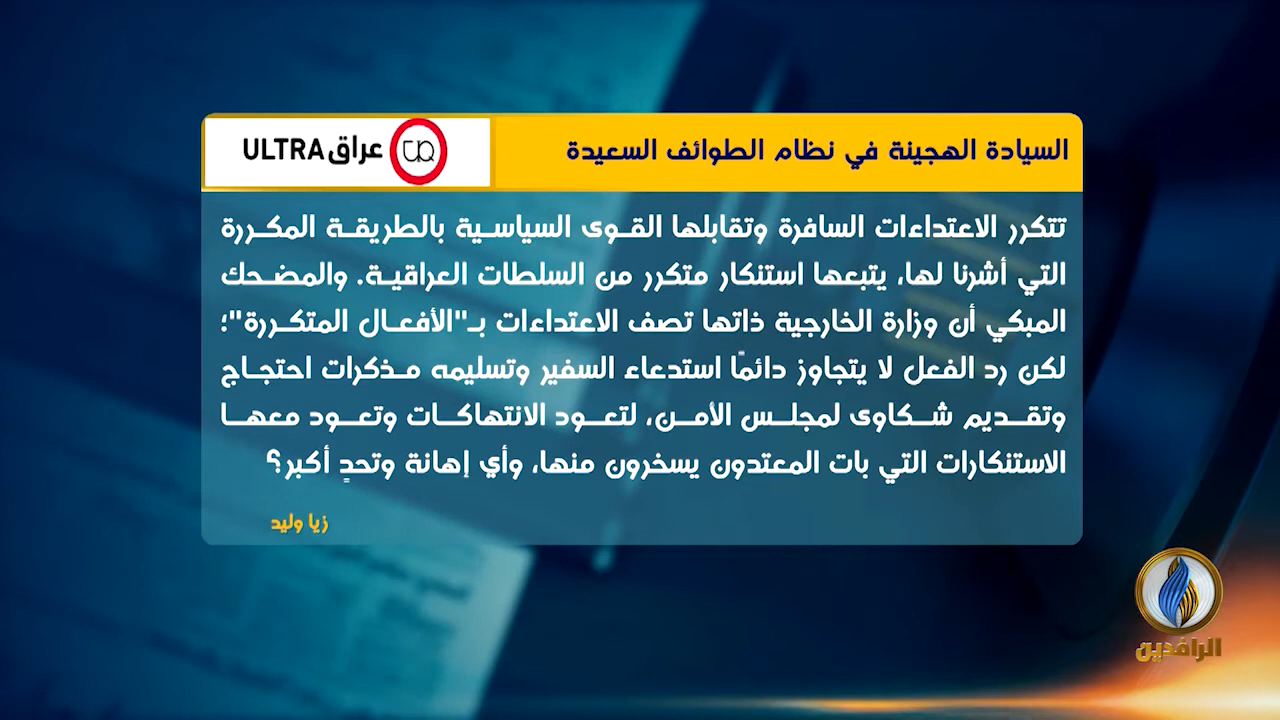 السيادة الهجينة في نظام الطوائف السعيدة
عراق ULTRA
تتكرر الاعتداءات السافرة وتقابلها القوى السياسية بالطريقة المكررة
التي أشرنا لها، يتبعها استنكار متكرر من السلطات العراقية. والمضحك
المبكي أن وزارة الخارجية ذاتها تصف الاعتداءات بـ"الأفعال المتكررة"؛
لكن رد الفعل لا يتجاوز دائمًا استدعاء السفير وتسليمه مذكرات احتجاج
وتقديم شكاوى لمجلس الأمن، لتعود الانتهاكات وتعود معها
الاستنكارات التي بات المعتدون يسخرون منها، وأي إهانة وتحدٍ أكبر؟
زيا وليد
الرافدين